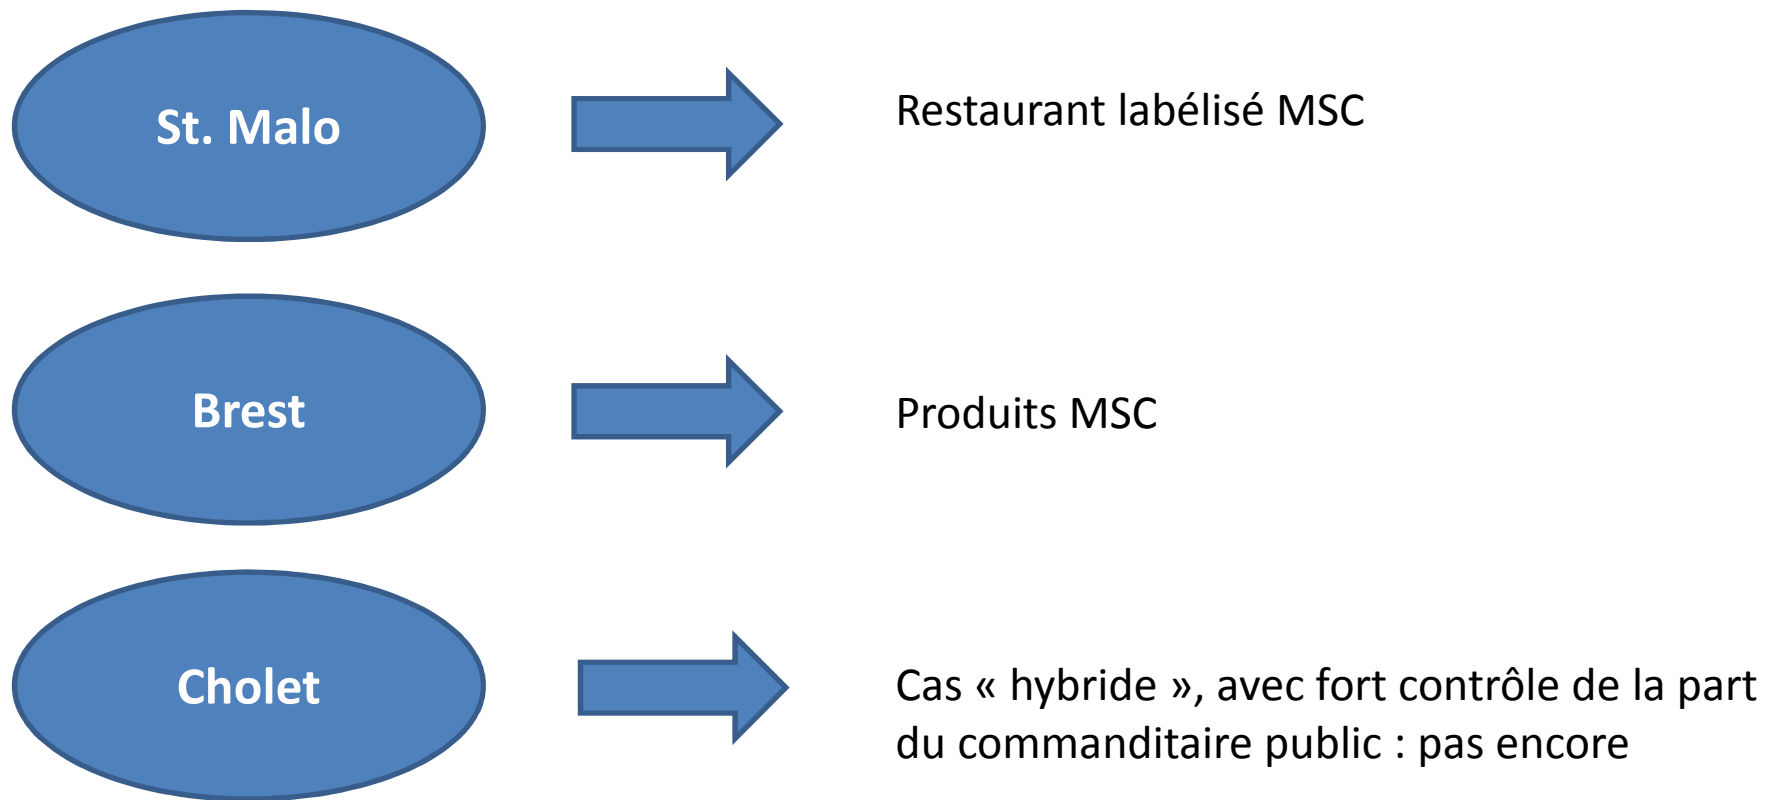 St. Malo
Restaurant labélisé MSC
Brest
Produits MSC
Cholet
Cas « hybride », avec fort contrôle de la part
du commanditaire public : pas encore